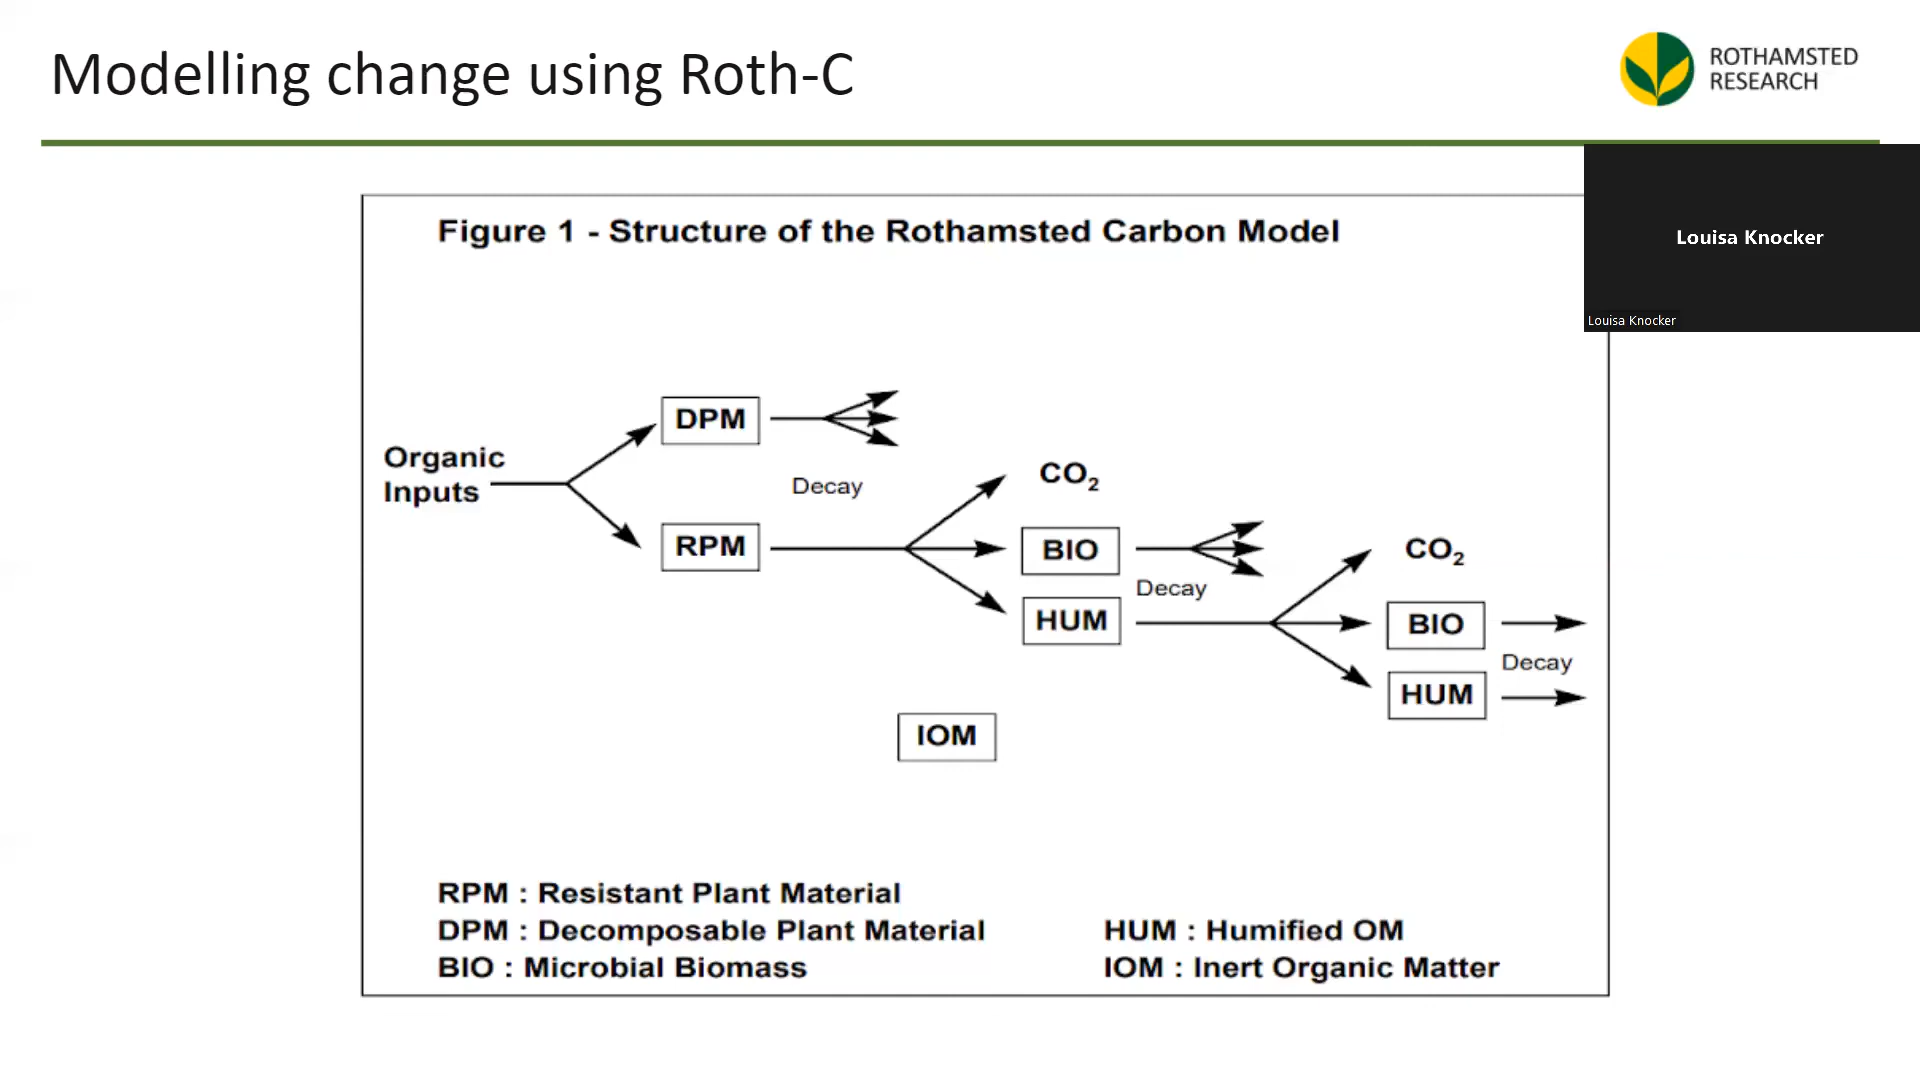 Modelling change using Roth-C
ROTHAMSTED
RESEARCH
Louisa Knocker
Louisa Knocker
Figure 1 - Structure of the Rothamsted Carbon Model
Organic
Inputs
DPM
Decay
RPM
CO2
BIO
HUM
Decay
CO2
BIO
Decay
HUM
IOM
RPM : Resistant Plant Material
DPM : Decomposable Plant Material
BIO : Microbial Biomass
HUM : Humified OM
IOM : Inert Organic Matter